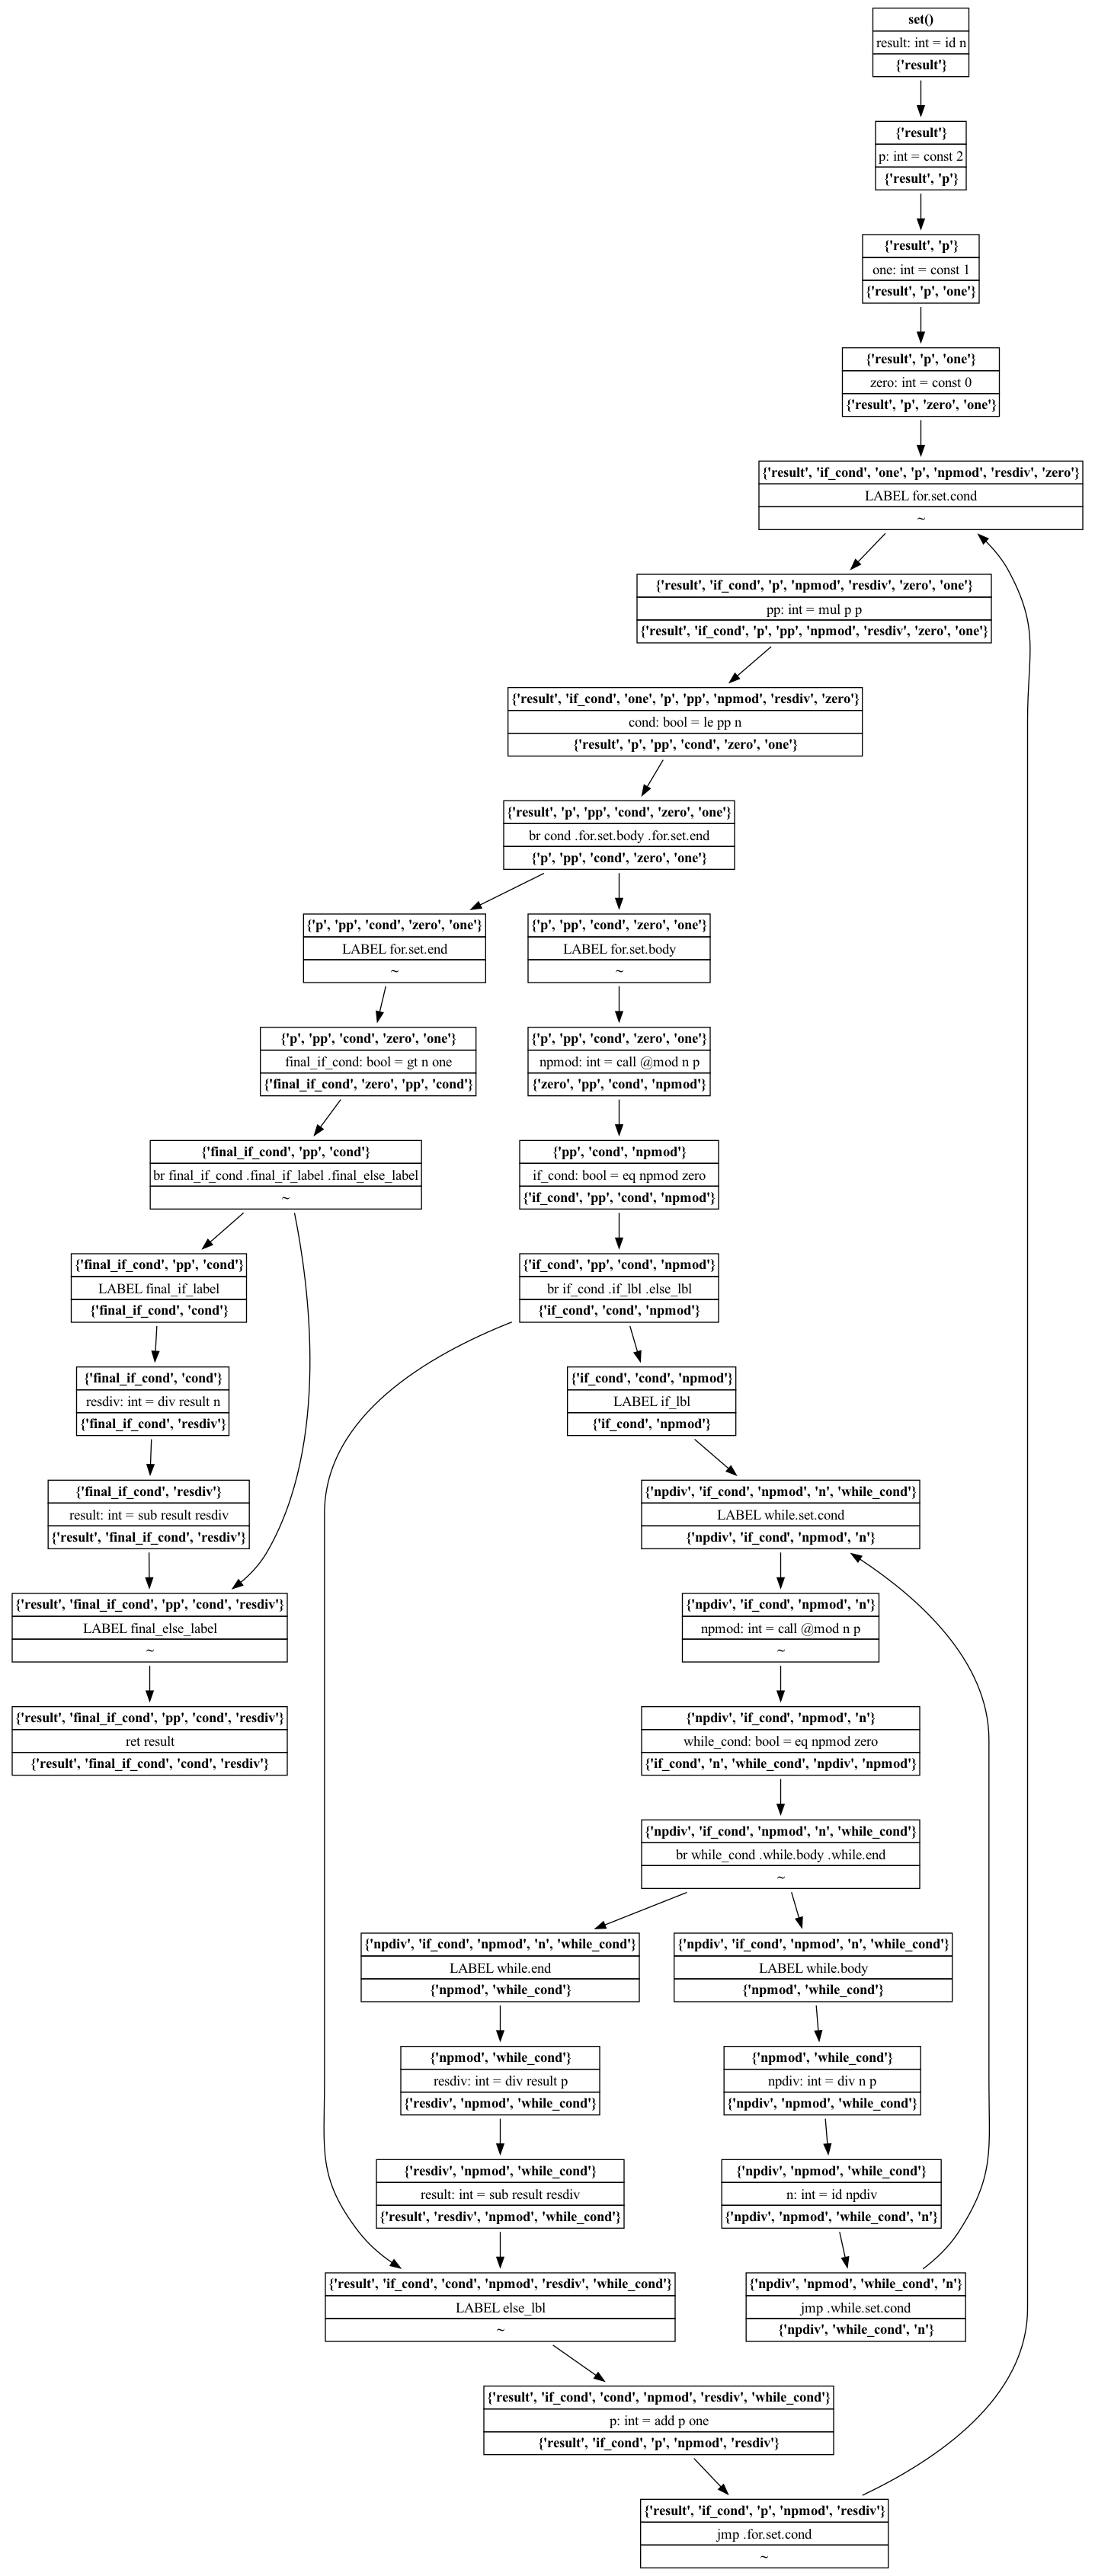 set()
result: int = id n
{'result'}
{'result'}
p: int = const 2
{'result', 'p'}
{'result', 'p'}
one: int = const 1
{'result', 'p', 'one'}
{'result', 'p', 'one'}
zero: int = const 0
{'result', 'p', 'zero', 'one'}
{'result', 'if_cond', 'one', 'p', 'npmod', 'resdiv', 'zero'}
LABEL for.set.cond
~
{'result', 'if_cond', 'p', 'npmod', 'resdiv', 'zero', 'one'}
pp: int = mul p p
{'result', 'if_cond', 'p', 'pp', 'npmod', 'resdiv', 'zero', 'one'}
{'result', 'if_cond', 'one', 'p', 'pp', 'npmod', 'resdiv', 'zero'}
cond: bool = le pp n
{'result', 'p', 'pp', 'cond', 'zero', 'one'}
{'result', 'p', 'pp', 'cond', 'zero', 'one'}
br cond .for.set.body .for.set.end
{'p', 'pp', 'cond', 'zero', 'one'}
{'p', 'pp', 'cond', 'zero', 'one'}
LABEL for.set.end
~
{'p', 'pp', 'cond', 'zero', 'one'}
LABEL for.set.body
~
{'p', 'pp', 'cond', 'zero', 'one'}
final_if_cond: bool = gt n one
{'final_if_cond', 'zero', 'pp', 'cond'}
{'p', 'pp', 'cond', 'zero', 'one'}
npmod: int = call @mod n p
{'zero', 'pp', 'cond', 'npmod'}
{'final_if_cond', 'pp', 'cond'}
br final_if_cond .final_if_label .final_else_label
~
{'pp', 'cond', 'npmod'}
if_cond: bool = eq npmod zero
{'if_cond', 'pp', 'cond', 'npmod'}
{'final_if_cond', 'pp', 'cond'}
LABEL final_if_label
{'final_if_cond', 'cond'}
{'if_cond', 'pp', 'cond', 'npmod'}
br if_cond .if_lbl .else_lbl
{'if_cond', 'cond', 'npmod'}
{'final_if_cond', 'cond'}
resdiv: int = div result n
{'final_if_cond', 'resdiv'}
{'if_cond', 'cond', 'npmod'}
LABEL if_lbl
{'if_cond', 'npmod'}
{'final_if_cond', 'resdiv'}
result: int = sub result resdiv
{'result', 'final_if_cond', 'resdiv'}
{'npdiv', 'if_cond', 'npmod', 'n', 'while_cond'}
LABEL while.set.cond
{'npdiv', 'if_cond', 'npmod', 'n'}
{'result', 'final_if_cond', 'pp', 'cond', 'resdiv'}
LABEL final_else_label
~
{'npdiv', 'if_cond', 'npmod', 'n'}
npmod: int = call @mod n p
~
{'result', 'final_if_cond', 'pp', 'cond', 'resdiv'}
ret result
{'result', 'final_if_cond', 'cond', 'resdiv'}
{'npdiv', 'if_cond', 'npmod', 'n'}
while_cond: bool = eq npmod zero
{'if_cond', 'n', 'while_cond', 'npdiv', 'npmod'}
{'npdiv', 'if_cond', 'npmod', 'n', 'while_cond'}
br while_cond .while.body .while.end
~
{'npdiv', 'if_cond', 'npmod', 'n', 'while_cond'}
LABEL while.end
{'npmod', 'while_cond'}
{'npdiv', 'if_cond', 'npmod', 'n', 'while_cond'}
LABEL while.body
{'npmod', 'while_cond'}
{'npmod', 'while_cond'}
resdiv: int = div result p
{'resdiv', 'npmod', 'while_cond'}
{'npmod', 'while_cond'}
npdiv: int = div n p
{'npdiv', 'npmod', 'while_cond'}
{'resdiv', 'npmod', 'while_cond'}
result: int = sub result resdiv
{'result', 'resdiv', 'npmod', 'while_cond'}
{'npdiv', 'npmod', 'while_cond'}
n: int = id npdiv
{'npdiv', 'npmod', 'while_cond', 'n'}
{'result', 'if_cond', 'cond', 'npmod', 'resdiv', 'while_cond'}
LABEL else_lbl
~
{'npdiv', 'npmod', 'while_cond', 'n'}
jmp .while.set.cond
{'npdiv', 'while_cond', 'n'}
{'result', 'if_cond', 'cond', 'npmod', 'resdiv', 'while_cond'}
p: int = add p one
{'result', 'if_cond', 'p', 'npmod', 'resdiv'}
{'result', 'if_cond', 'p', 'npmod', 'resdiv'}
jmp .for.set.cond
~